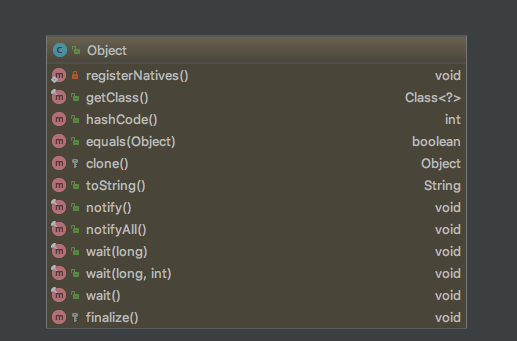 C Object
m registerNatives() void
m getClass() Class<?>
m hashCode() int
m equals(Object) boolean
m clone() Object
m toString() String
m notify() void
m notifyAll() void
m wait(long) void
m wait(long, int) void
m wait() void
m finalize() void